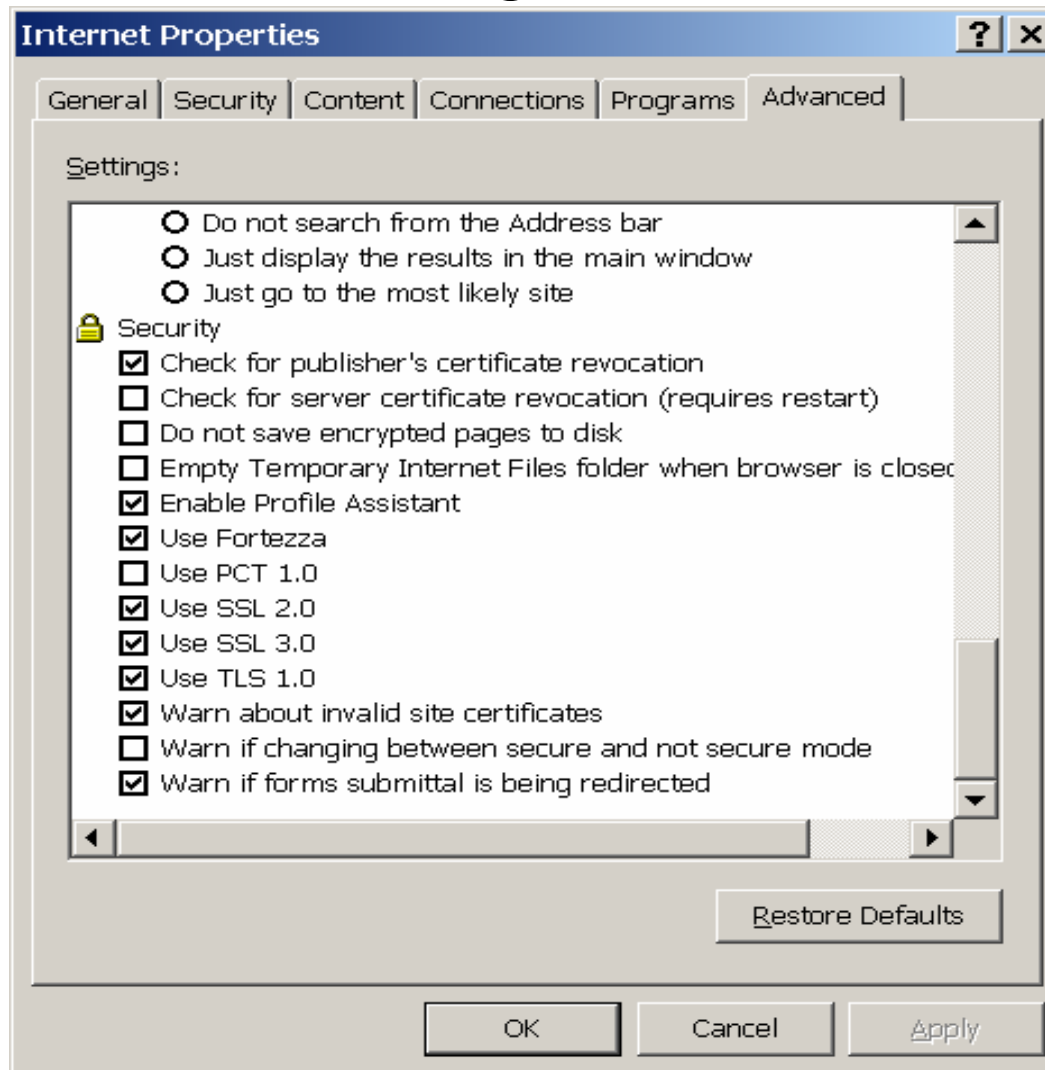 Internet Properties
General Security Content Connections Programs Advanced
Settings:
Do not search from the Address bar
Just display the results in the main window
Just go to the most likely site
Security
Check for publisher's certificate revocation
Check for server certificate revocation (requires restart)
Do not save encrypted pages to disk
Empty Temporary Internet Files folder when browser is closed
Enable Profile Assistant
Use Fortezza
Use PCT 1.0
Use SSL 2.0
Use SSL 3.0
Use TLS 1.0
Warn about invalid site certificates
Warn if changing between secure and not secure mode
Warn if forms submittal is being redirected
Restore Defaults
OK Cancel Apply